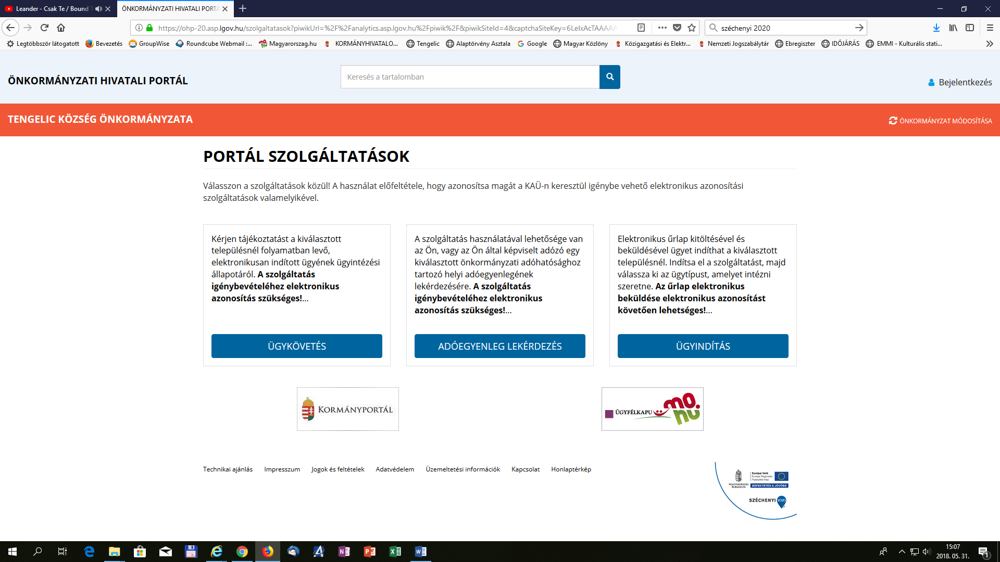 Leander - Csak Te / Bound T
ÖNKORMÁNYZATI HIVATALI PORTÁ
https://ohp-20.asp.lgov.hu/szolgaltatasok?piwikUrl=%2F%2Fanalytics.asp.lgov.hu%2Fpiwik%2F&piwikSiteId=4&captchaSiteKey=6LeIxAcTAAAAA
széchenyi 2020
Legtöbbször látogatott Bevezetés GroupWise Roundcube Webmail :... Magyarorszag.hu KORMÁNYHIVATALO... Tengelic Alaptörvény Asztala Google Magyar Közlöny Közigazgatási és Elektr... Nemzeti Jogszabálytár Ebregiszter IDŐJÁRÁS EMMI - Kulturális stati...
ÖNKORMÁNYZATI HIVATALI PORTÁL
Keresés a tartalomban
Bejelentkezés
TENGELIC KÖZSÉG ÖNKORMÁNYZATA
ÖNKORMÁNYZAT MÓDOSÍTÁSA
PORTÁL SZOLGÁLTATÁSOK
Válasszon a szolgáltatások közül! A használat előfeltétele, hogy azonosítsa magát a KAÜ-n keresztül igénybe vehető elektronikus azonosítási
szolgáltatások valamelyikével.
Kérjen tájékoztatást a kiválasztott
településnél folyamatban levő,
elektronikusan indított ügyének ügyintézési
állapotáról. A szolgáltatás
igénybevételéhez elektronikus
azonosítás szükséges!...
ÜGYKÖVETÉS
A szolgáltatás használatával lehetősége van
az Ön, vagy az Ön által képviselt adózó egy
kiválasztott önkormányzati adóhatósághoz
tartozó helyi adóegyenlegének
lekérdezésére. A szolgáltatás
igénybevételéhez elektronikus
azonosítás szükséges!...
ADÓEGYENLEG LEKÉRDEZÉS
Elektronikus űrlap kitöltésével és
beküldésével ügyet indíthat a kiválasztott
településnél. Indítsa el a szolgáltatást, majd
válassza ki az ügytípust, amelyet intézni
szeretne. Az űrlap elektronikus
beküldése elektronikus azonosítást
követően lehetséges!...
ÜGYINDÍTÁS
KORMÁNYPORTÁL
ÜGYFÉLKAPU
mo.
hu
Technikai ajánlás Impresszum Jogok és feltételek Adatvédelem Üzemeltetési információk Kapcsolat Honlaptérkép
MAGYARORSZÁG
KORMÁNYA
Európai Unió
Európai Regionális
Fejlesztési Alap
BEFEKTETÉS A JÖVŐBE
SZÉCHENYI 2020
15:07
2018. 05. 31.
1